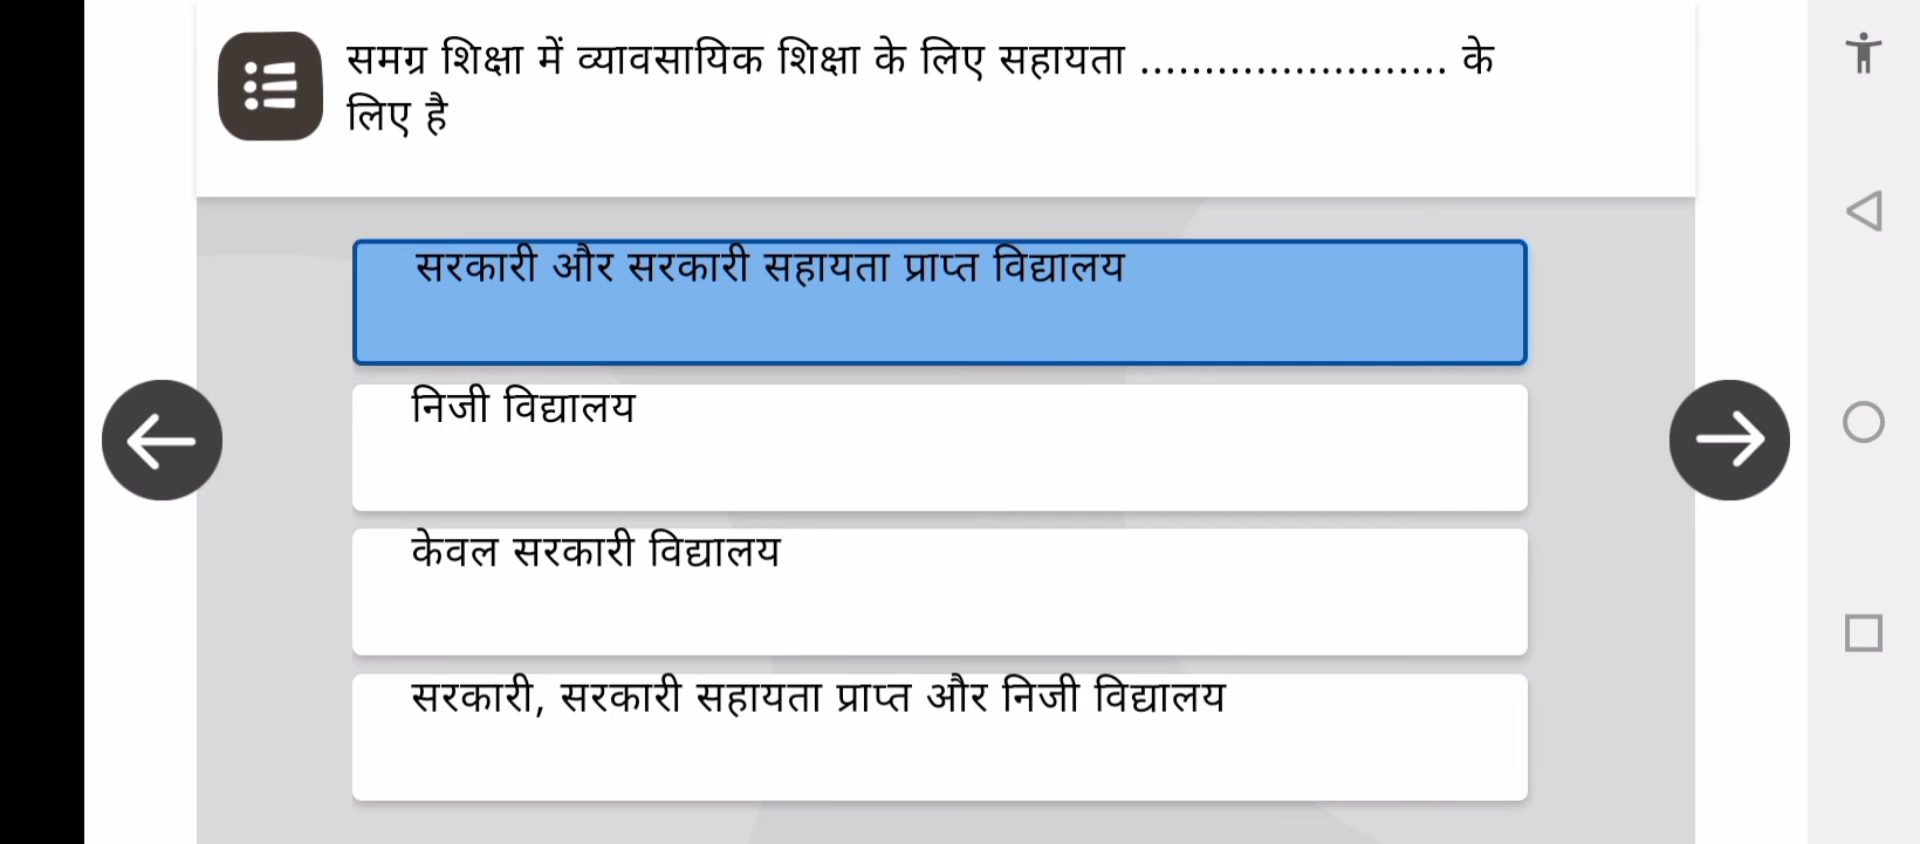 समग्र शिक्षा में व्यावसायिक शिक्षा के लिए सहायता ........................ के
लिए है
सरकारी और सरकारी सहायता प्राप्त विद्यालय
निजी विद्यालय
केवल सरकारी विद्यालय
सरकारी, सरकारी सहायता प्राप्त और निजी विद्यालय